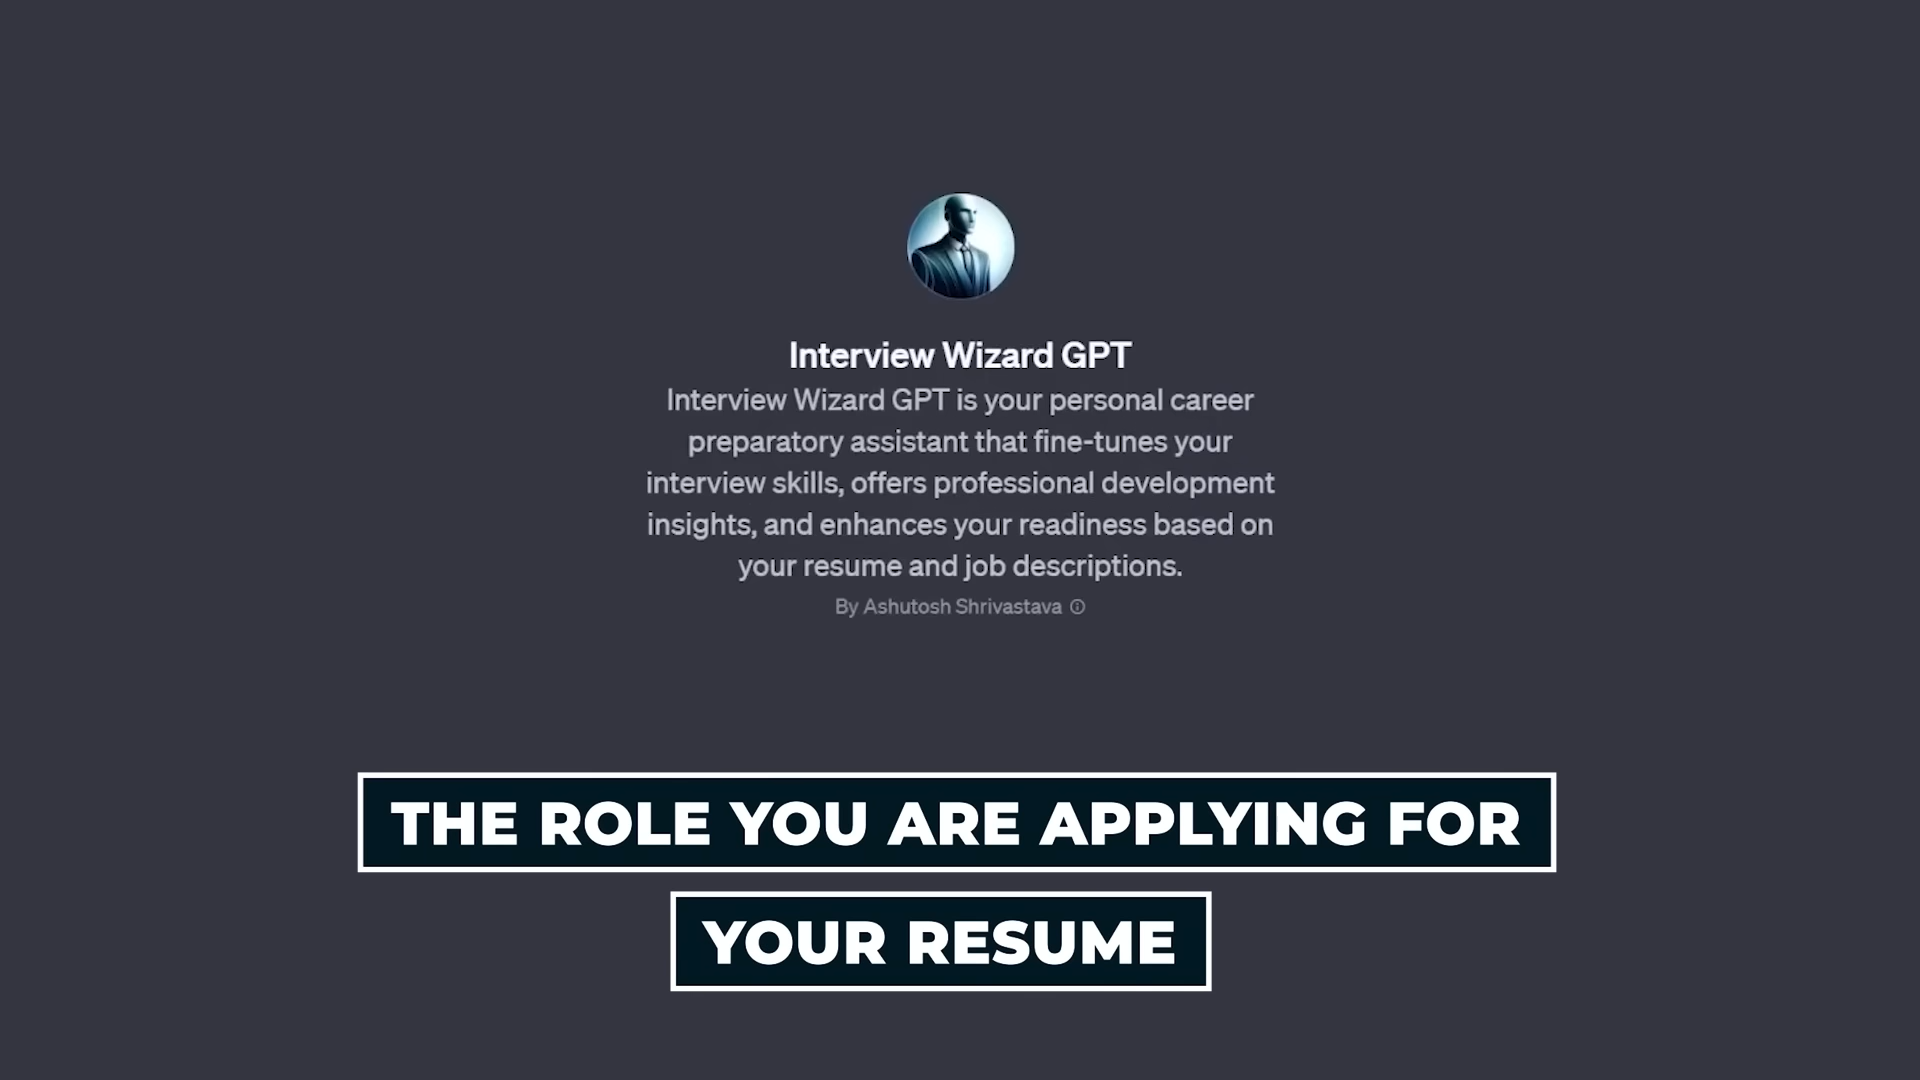 Interview Wizard GPT
Interview Wizard GPT is your personal career
preparatory assistant that fine-tunes your
interview skills, offers professional development
insights, and enhances your readiness based on
your resume and job descriptions.
By Ashutosh Shrivastava
THE ROLE YOU ARE APPLYING FOR
YOUR RESUME